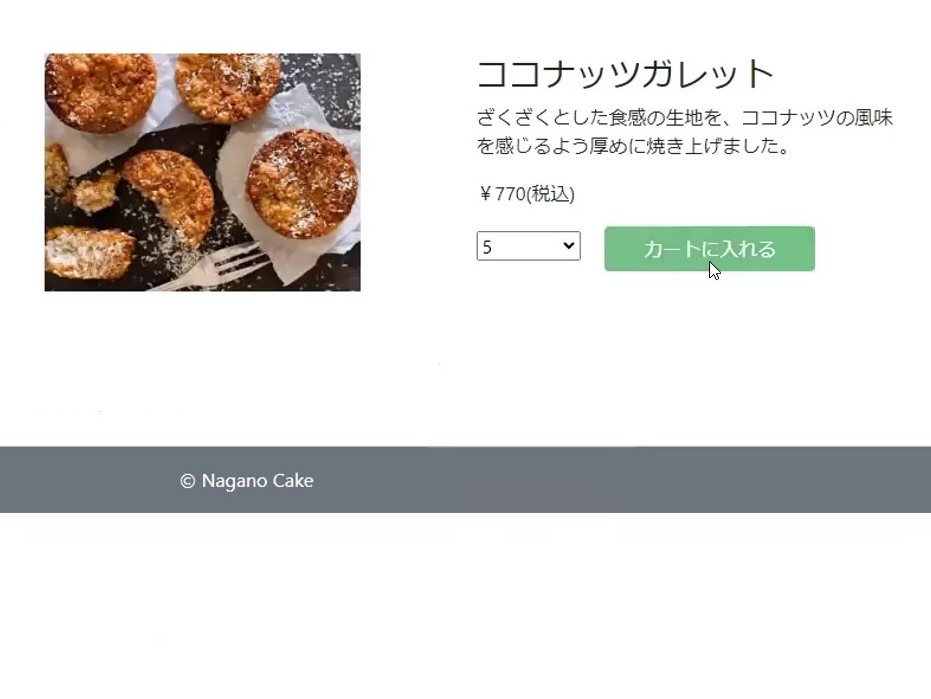 ココナッツガレット
ざくざくとした食感の生地を、ココナッツの風味
を感じるよう厚めに焼き上げました。
￥770(税込)
5
カートに入れる
© Nagano Cake